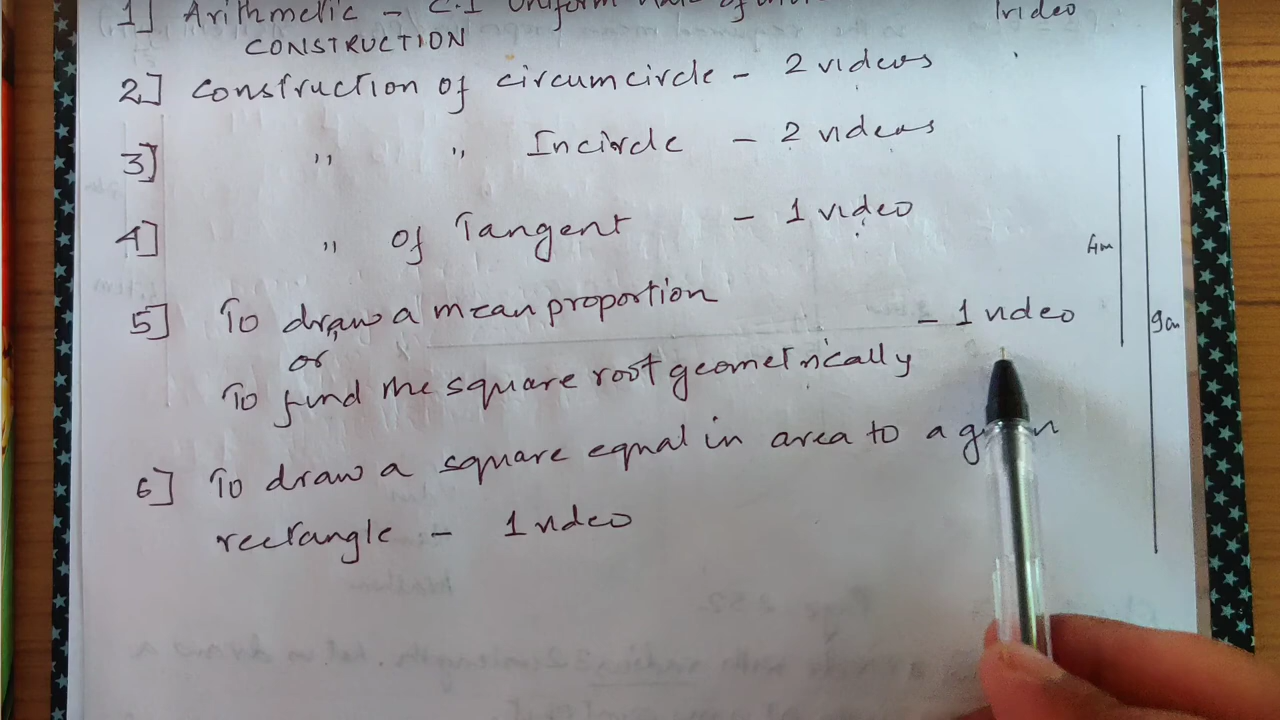 1] Arithmetic - C.I Uniform 1 video
CONSTRUCTION
2] Construction of circumcircle - 2 videos
3] " " Incircle - 2 videos
4] " of Tangent - 1 video
5] To draw a mean proportion
or - 1 video
To find the square root geometrically
6] To draw a square equal in area to a
rectangle - 1 video
4cm
9cm